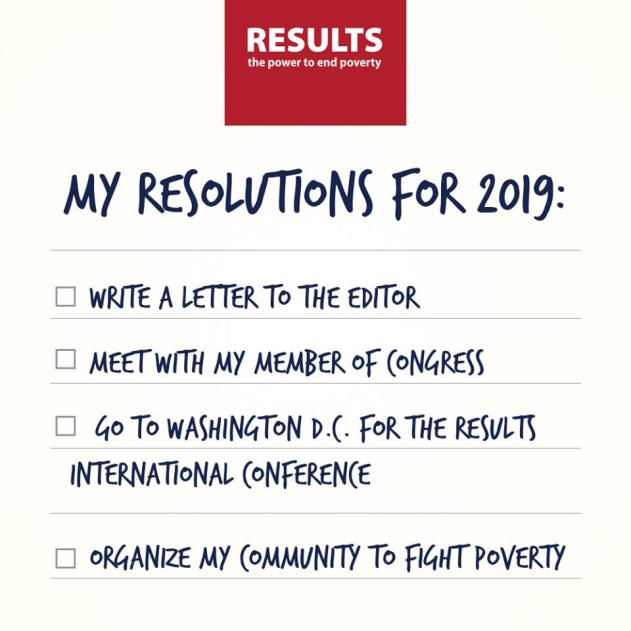 RESULTS
the power to end poverty
MY RESOLUTIONS FOR 2019:
WRITE A LETTER TO THE EDITOR
MEET WITH MY MEMBER OF CONGRESS
GO TO WASHINGTON D.C. FOR THE RESULTS
INTERNATIONAL CONFERENCE
ORGANIZE MY COMMUNITY TO FIGHT POVERTY